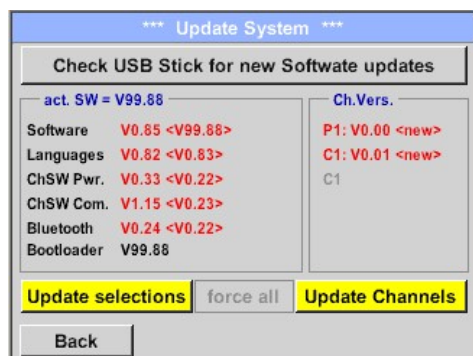 *** Update System ***
Check USB Stick for new Softwate updates
act. SW = V99.88
Software V0.85 <V99.88>
Languages V0.82 <V0.83>
ChSW Pwr. V0.33 <V0.22>
ChSW Com. V1.15 <V0.23>
Bluetooth V0.24 <V0.22>
Bootloader V99.88
Ch.Vers.
P1: V0.00 <new>
C1: V0.01 <new>
C1
Update selections force all Update Channels
Back